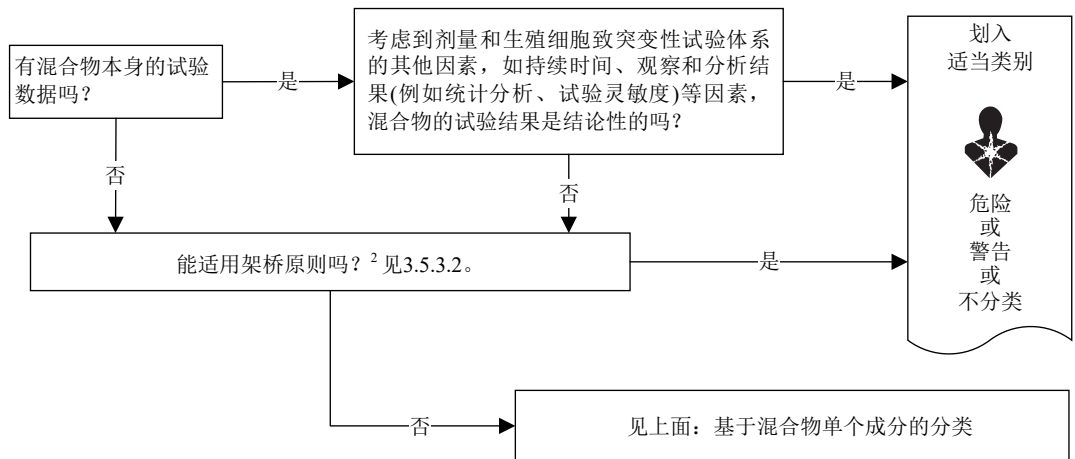 有混合物本身的试验
数据吗？
是
考虑到剂量和生殖细胞致突变性试验体系
的其他因素，如持续时间、观察和分析结
果(例如统计分析、试验灵敏度)等因素，
混合物的试验结果是结论性的吗？
是
划入
适当类别
危险
或
警告
或
不分类
否
否
能适用架桥原则吗？² 见3.5.3.2。
是
否
见上面：基于混合物单个成分的分类